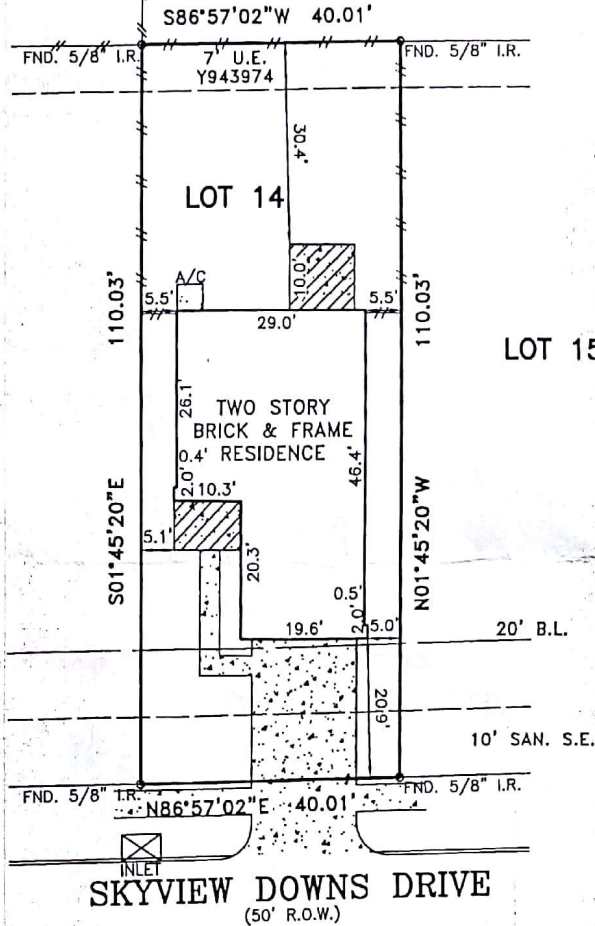 S86°57'02"W 40.01'
FND. 5/8" I.R.
7' U.E.
FND. 5/8" I.R.
Y943974
30.4'
LOT 14
A/C
10.0'
5.5'
5.5'
29.0'
110.03'
110.03'
LOT 15
26.1'
TWO STORY
BRICK & FRAME
RESIDENCE
46.4'
0.4'
2.0'
10.3'
S01°45'20"E
N01°45'20"W
5.1'
20.3'
0.5'
2.0'
19.6'
5.0'
20' B.L.
20.9'
10' SAN. S.E.
FND. 5/8" I.R.
N86°57'02"E 40.01'
FND. 5/8" I.R.
INLET
SKYVIEW DOWNS DRIVE
(50' R.O.W.)